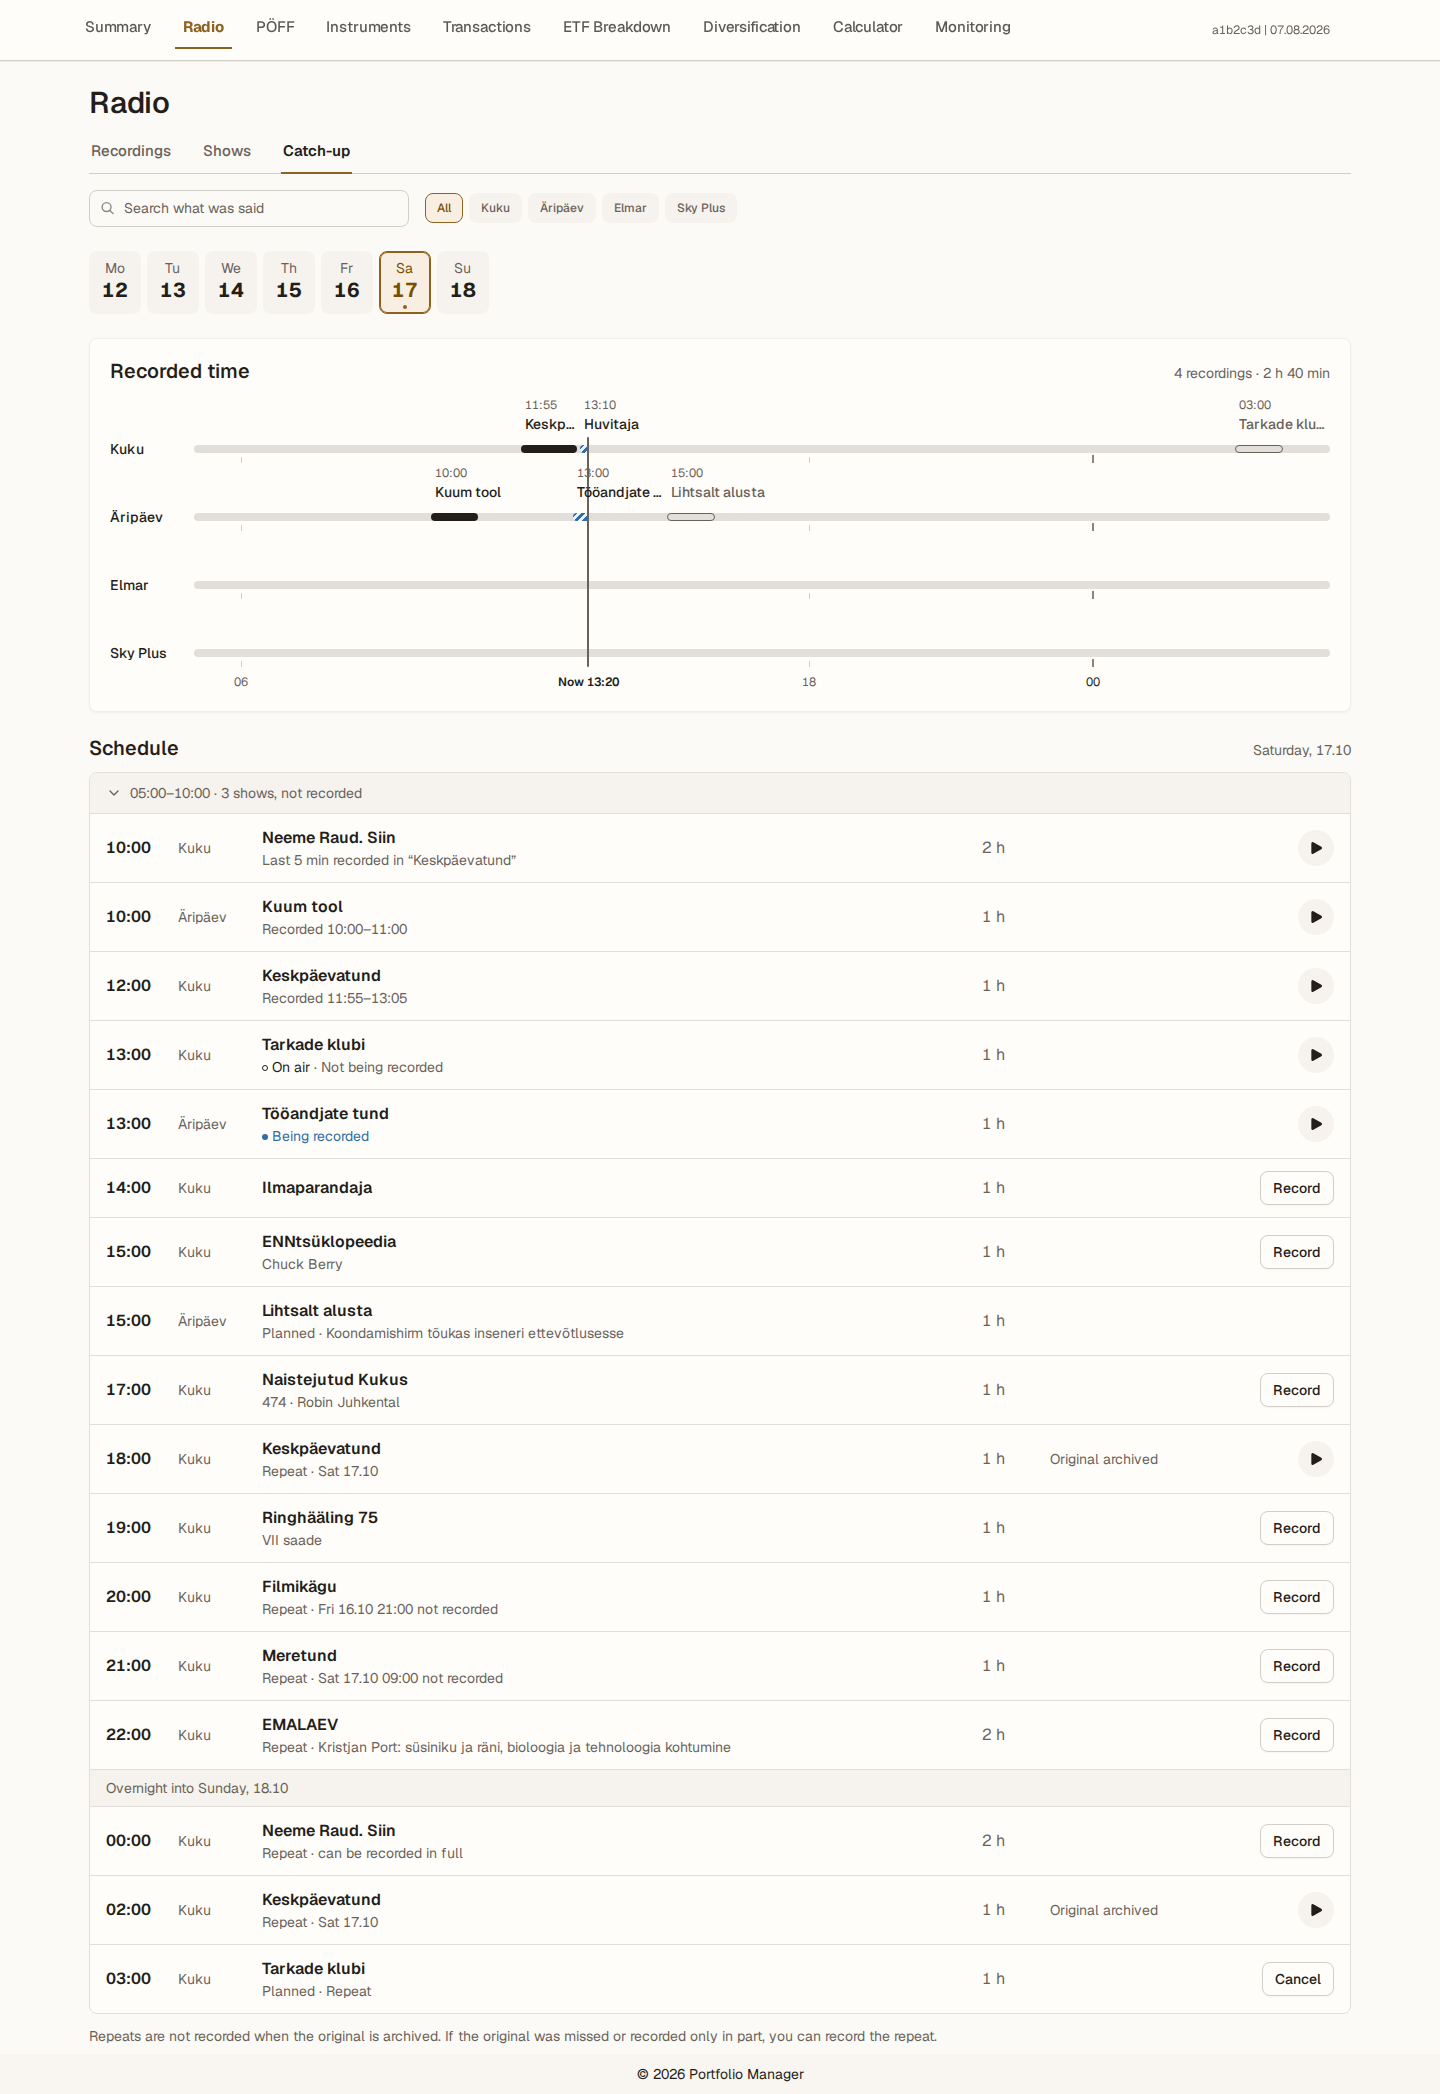 Summary Radio PÖFF Instruments Transactions ETF Breakdown Diversification Calculator Monitoring a1b2c3d | 07.08.2026
Radio
Recordings Shows Catch-up
Search what was said All Kuku Äripäev Elmar Sky Plus
Mo Tu We Th Fr Sa Su
12 13 14 15 16 17 18
Recorded time 4 recordings · 2 h 40 min
11:55 13:10 03:00
Keskp... Huvitaja Tarkade klu...
Kuku
10:00 13:00 15:00
Kuum tool Tööandjate ... Lihtsalt alusta
Äripäev
Elmar
Sky Plus
06 Now 13:20 18 00
Schedule Saturday, 17.10
05:00–10:00 · 3 shows, not recorded
10:00 Kuku Neeme Raud. Siin 2 h
Last 5 min recorded in “Keskpäevatund”
10:00 Äripäev Kuum tool 1 h
Recorded 10:00–11:00
12:00 Kuku Keskpäevatund 1 h
Recorded 11:55–13:05
13:00 Kuku Tarkade klubi 1 h
On air · Not being recorded
13:00 Äripäev Tööandjate tund 1 h
Being recorded
14:00 Kuku Ilmaparandaja 1 h Record
15:00 Kuku ENNtsüklopeedia 1 h Record
Chuck Berry
15:00 Äripäev Lihtsalt alusta 1 h
Planned · Koondamishirm tõukas inseneri ettevõtlusesse
17:00 Kuku Naistejutud Kukus 1 h Record
474 · Robin Juhkental
18:00 Kuku Keskpäevatund 1 h Original archived
Repeat · Sat 17.10
19:00 Kuku Ringhääling 75 1 h Record
VII saade
20:00 Kuku Filmikägu 1 h Record
Repeat · Fri 16.10 21:00 not recorded
21:00 Kuku Meretund 1 h Record
Repeat · Sat 17.10 09:00 not recorded
22:00 Kuku EMALAEV 2 h Record
Repeat · Kristjan Port: süsiniku ja räni, bioloogia ja tehnoloogia kohtumine
Overnight into Sunday, 18.10
00:00 Kuku Neeme Raud. Siin 2 h Record
Repeat · can be recorded in full
02:00 Kuku Keskpäevatund 1 h Original archived
Repeat · Sat 17.10
03:00 Kuku Tarkade klubi 1 h Cancel
Planned · Repeat
Repeats are not recorded when the original is archived. If the original was missed or recorded only in part, you can record the repeat.
© 2026 Portfolio Manager